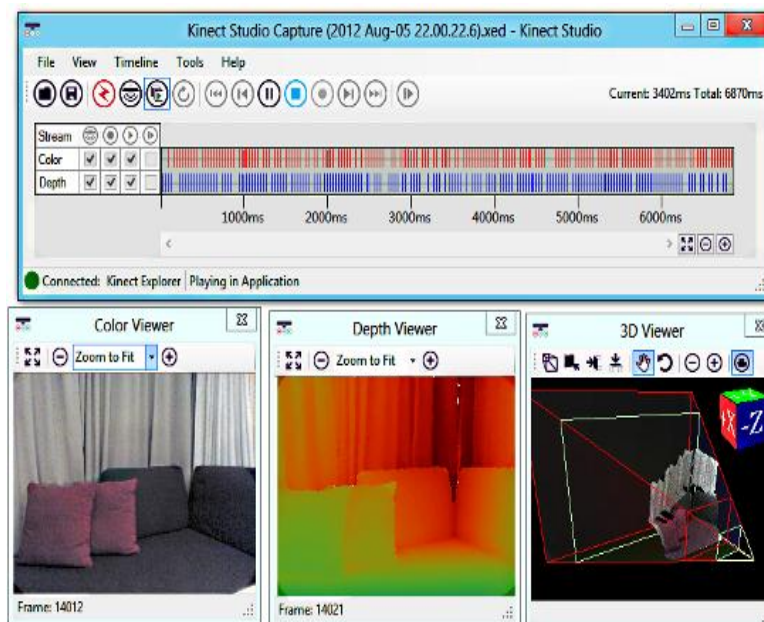 Kinect Studio Capture (2012 Aug-05 22.00.22.6).xed - Kinect Studio
File View Timeline Tools Help
Current: 3402ms Total: 6870ms
Stream
Color
Depth
1000ms 2000ms 3000ms 4000ms 5000ms 6000ms
Connected: Kinect Explorer Playing in Application
Color Viewer
Zoom to Fit
Frame: 14012
Depth Viewer
Zoom to Fit
Frame: 14021
3D Viewer
+X -Z